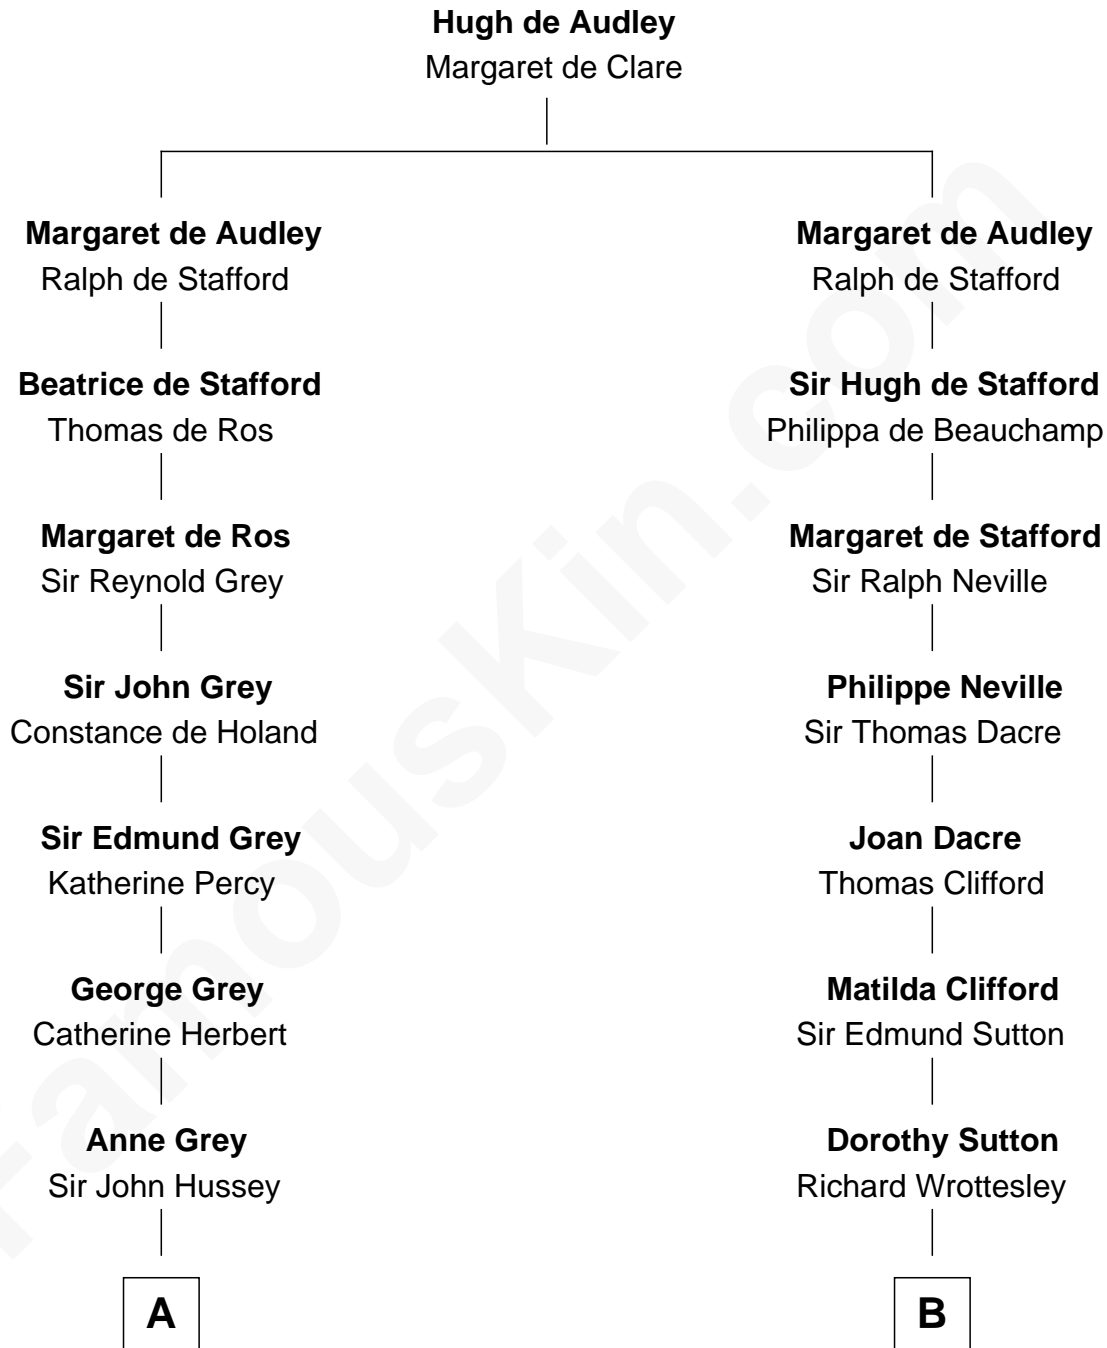 Hugh de Audley
Margaret de Clare
Margaret de Audley
Ralph de Stafford
Margaret de Audley
Ralph de Stafford
Beatrice de Stafford
Thomas de Ros
Sir Hugh de Stafford
Philippa de Beauchamp
Margaret de Ros
Sir Reynold Grey
Margaret de Stafford
Sir Ralph Neville
Sir John Grey
Constance de Holand
Philippe Neville
Sir Thomas Dacre
Sir Edmund Grey
Katherine Percy
Joan Dacre
Thomas Clifford
George Grey
Catherine Herbert
Matilda Clifford
Sir Edmund Sutton
Anne Grey
Sir John Hussey
Dorothy Sutton
Richard Wrottesley
A
B
FamousKin.com